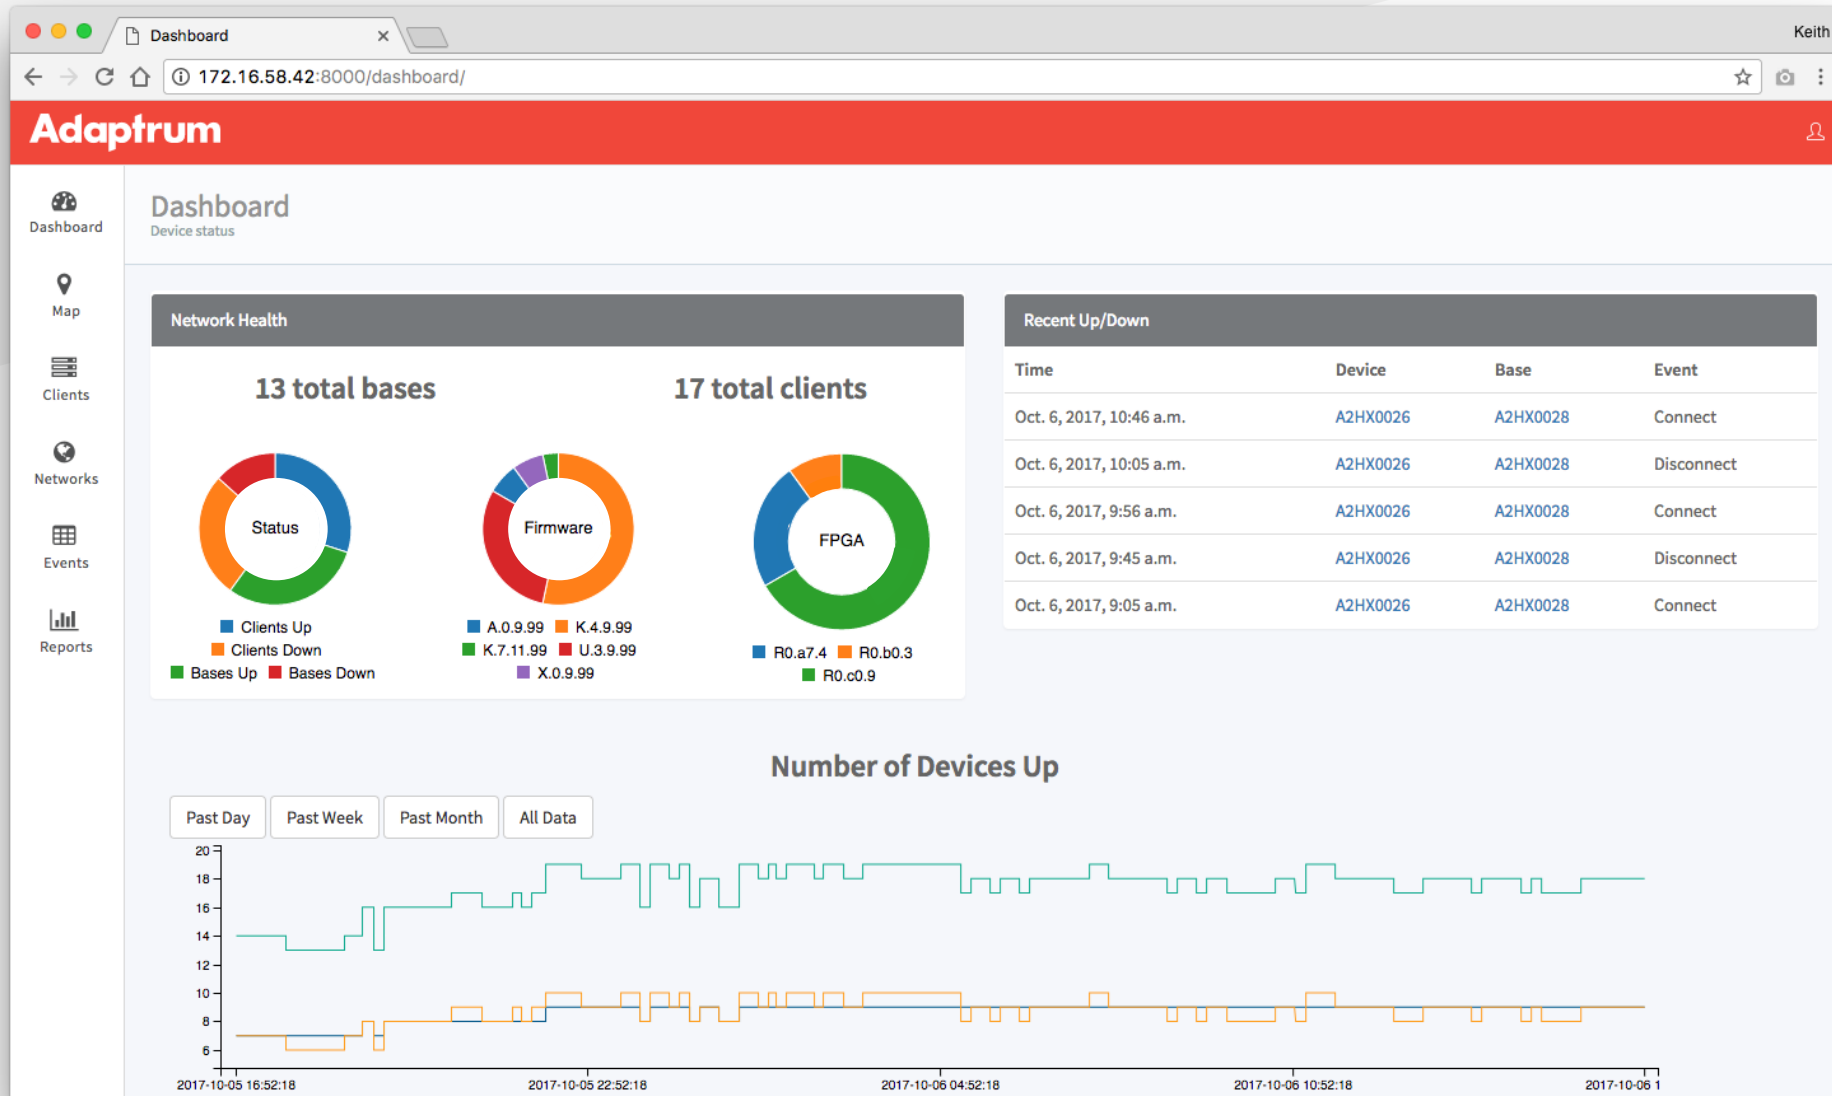 Dashboard
Keith
172.16.58.42:8000/dashboard/
Adaptrum
Dashboard
Map
Clients
Networks
Events
Reports
Dashboard
Device status
Network Health
13 total bases 17 total clients
Status
Clients Up
Clients Down
Bases Up Bases Down
Firmware
A.0.9.99 K.4.9.99
K.7.11.99 U.3.9.99
X.0.9.99
FPGA
R0.a7.4 R0.b0.3
R0.c0.9
Recent Up/Down
Time Device Base Event
Oct. 6, 2017, 10:46 a.m. A2HX0026 A2HX0028 Connect
Oct. 6, 2017, 10:05 a.m. A2HX0026 A2HX0028 Disconnect
Oct. 6, 2017, 9:56 a.m. A2HX0026 A2HX0028 Connect
Oct. 6, 2017, 9:45 a.m. A2HX0026 A2HX0028 Disconnect
Oct. 6, 2017, 9:05 a.m. A2HX0026 A2HX0028 Connect
Number of Devices Up
Past Day Past Week Past Month All Data
20
18
16
14
12
10
8
6
2017-10-05 16:52:18 2017-10-05 22:52:18 2017-10-06 04:52:18 2017-10-06 10:52:18 2017-10-06 1